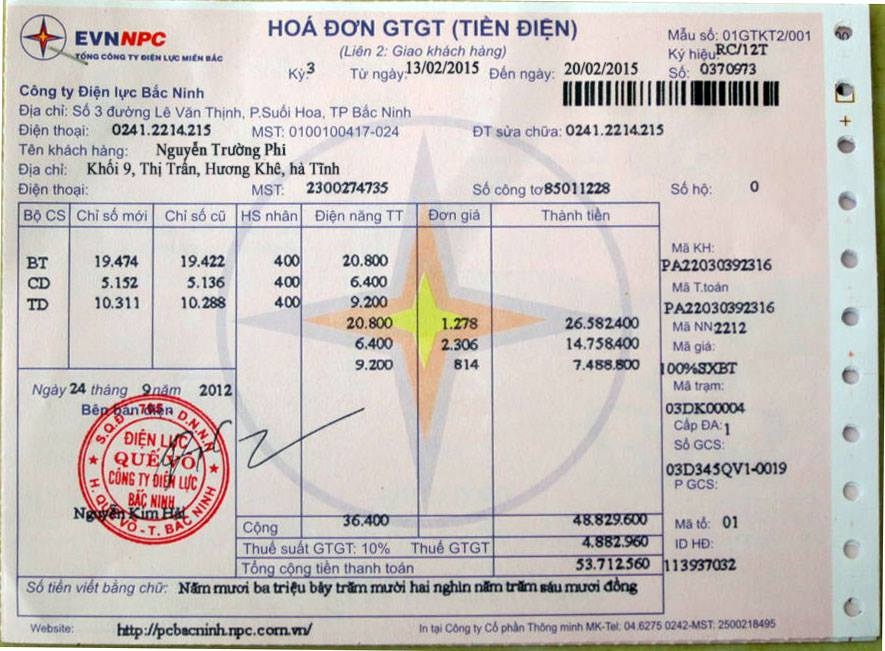 EVNNPC
TỔNG CÔNG TY ĐIỆN LỰC MIỀN BẮC
HOÁ ĐƠN GTGT (TIỀN ĐIỆN)
(Liên 2: Giao khách hàng)
Kỳ: 3 Từ ngày: 13/02/2015 Đến ngày: 20/02/2015
Mẫu số: 01GTKT2/001
Ký hiệu: RC/12T
Số: 0370973
Công ty Điện lực Bắc Ninh
Địa chỉ: Số 3 đường Lê Văn Thịnh, P.Suối Hoa, TP Bắc Ninh
Điện thoại: 0241.2214.215 MST: 0100100417-024 ĐT sửa chữa: 0241.2214.215
Tên khách hàng: Nguyễn Trường Phi
Địa chỉ: Khối 9, Thị Trấn, Hương Khê, hà Tĩnh
Điện thoại: MST: 2300274735 Số công tơ 85011228 Số hộ: 0
Bộ CS Chỉ số mới Chỉ số cũ HS nhân Điện năng TT Đơn giá Thành tiền
BT 19.474 19.422 400 20.800
CD 5.152 5.136 400 6.400
TD 10.311 10.288 400 9.200
20.800 1.278 26.582.400
6.400 2.306 14.758.400
9.200 814 7.488.800
Mã KH:
PA22030392316
Mã T.toán
PA22030392316
Mã NN 2212
Mã giá:
100%SXBT
Mã trạm:
03DK00004
Cấp ĐA: 1
Số GCS:
03D345QV1-0019
P GCS:
Mã tổ: 01
ID HĐ:
113937032
Ngày 24 tháng 9 năm 2012
Bên bán điện
S.Q.Đ 705 - D.N.N.N
ĐIỆN LỰC
QUẾ VÕ
CÔNG TY ĐIỆN LỰC
BẮC NINH
H. QUẾ VÕ - T. BẮC NINH
Nguyễn Kim Hải
Cộng 36.400 48.829.600
Thuế suất GTGT: 10% Thuế GTGT 4.882.960
Tổng cộng tiền thanh toán 53.712.560
Số tiền viết bằng chữ: Năm mươi ba triệu bảy trăm mười hai nghìn năm trăm sáu mươi đồng
Website: http://pcbacninh.npc.com.vn/ In tại Công ty Cổ phần Thông minh MK-Tel: 04.6275 0242-MST: 2500218495